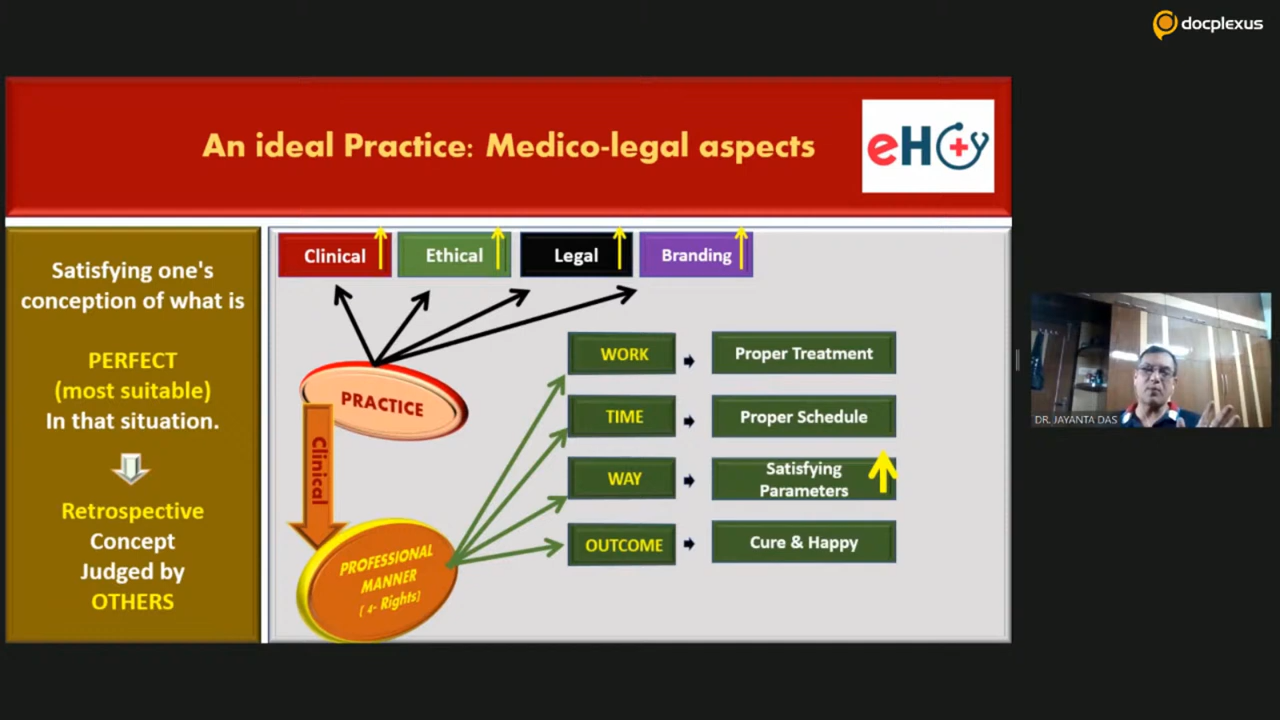 docplexus
An ideal Practice: Medico-legal aspects
eHCy
Satisfying one's
conception of what is
PERFECT
(most suitable)
In that situation.
Retrospective
Concept
Judged by
OTHERS
Clinical
Ethical
Legal
Branding
PRACTICE
Clinical
PROFESSIONAL
MANNER
( 4- Rights)
WORK
Proper Treatment
TIME
Proper Schedule
WAY
Satisfying
Parameters
OUTCOME
Cure & Happy
DR. JAYANTA DAS